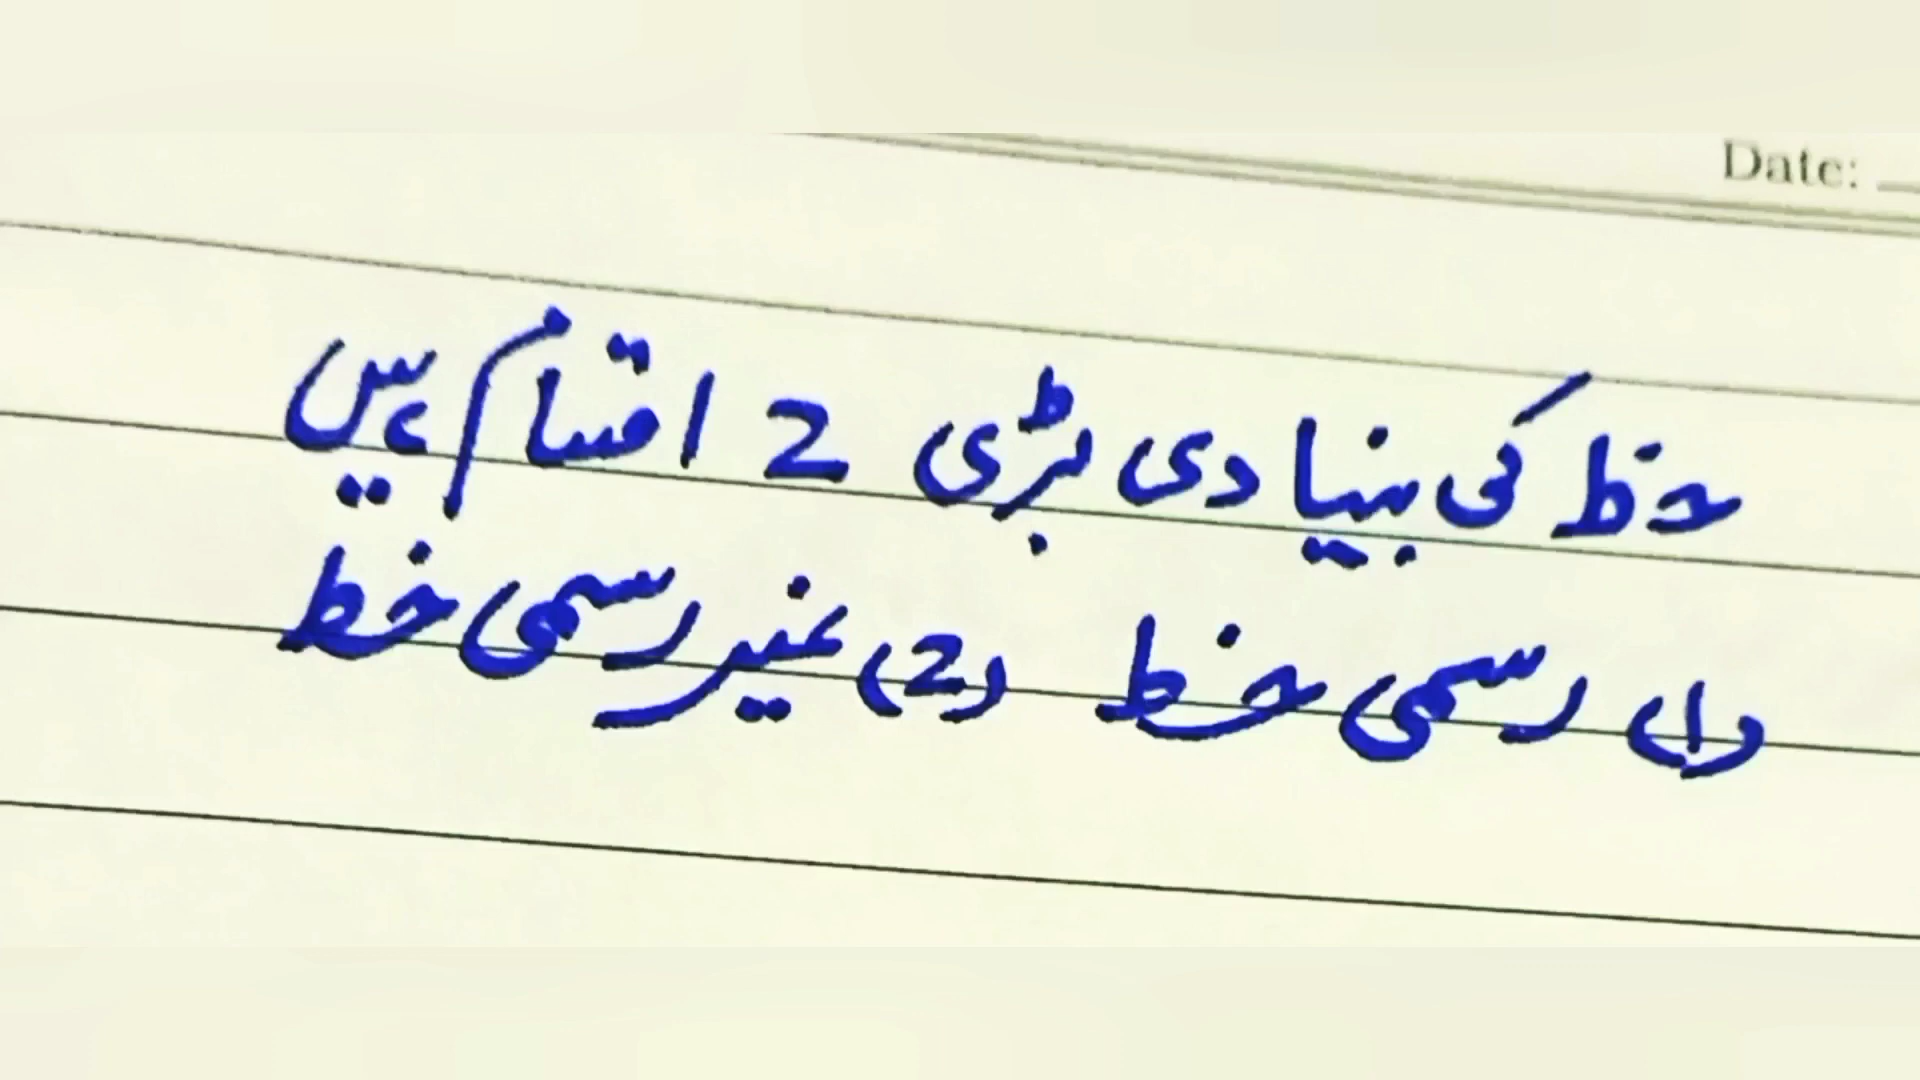 Date:
خط کی بنیادی بڑی 2 اقسام ہیں
(1) رسمی خط (2) غیر رسمی خط